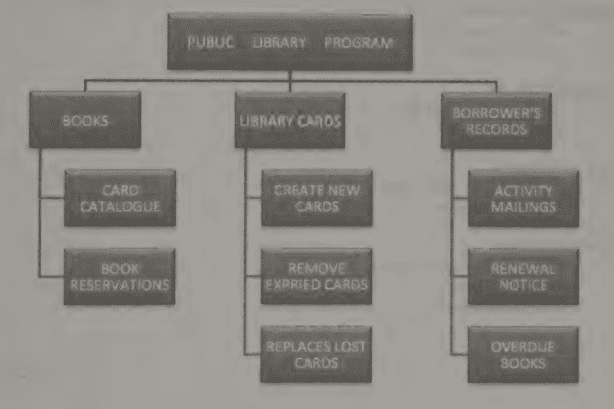 PUBLIC LIBRARY PROGRAM
BOOKS
CARD
CATALOGUE
BOOK
RESERVATIONS
LIBRARY CARDS
CREATE NEW
CARDS
REMOVE
EXPRIED CARDS
REPLACES LOST
CARDS
BORROWER'S
RECORDS
ACTIVITY
MAILINGS
RENEWAL
NOTICE
OVERDUE
BOOKS